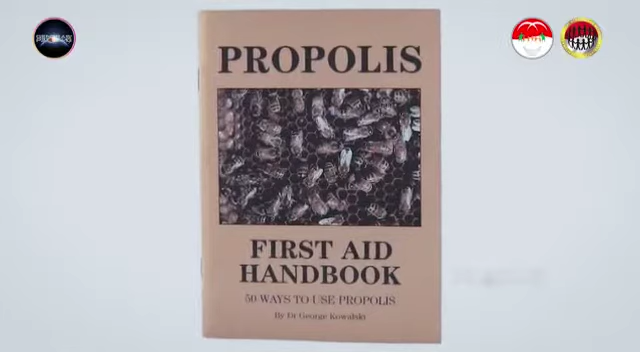 PROPOLIS
FIRST AID
HANDBOOK
50 WAYS TO USE PROPOLIS
By Dr George Kowalski